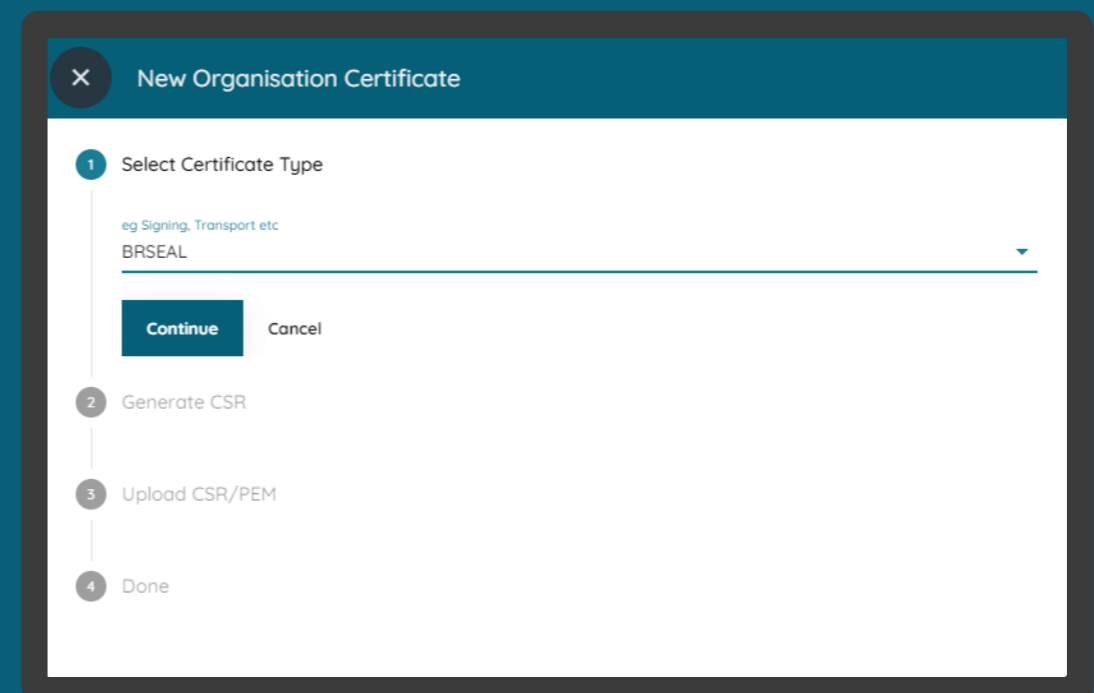 New Organisation Certificate
1 Select Certificate Type
eg Signing, Transport etc
BRSEAL
Continue Cancel
2 Generate CSR
3 Upload CSR/PEM
4 Done